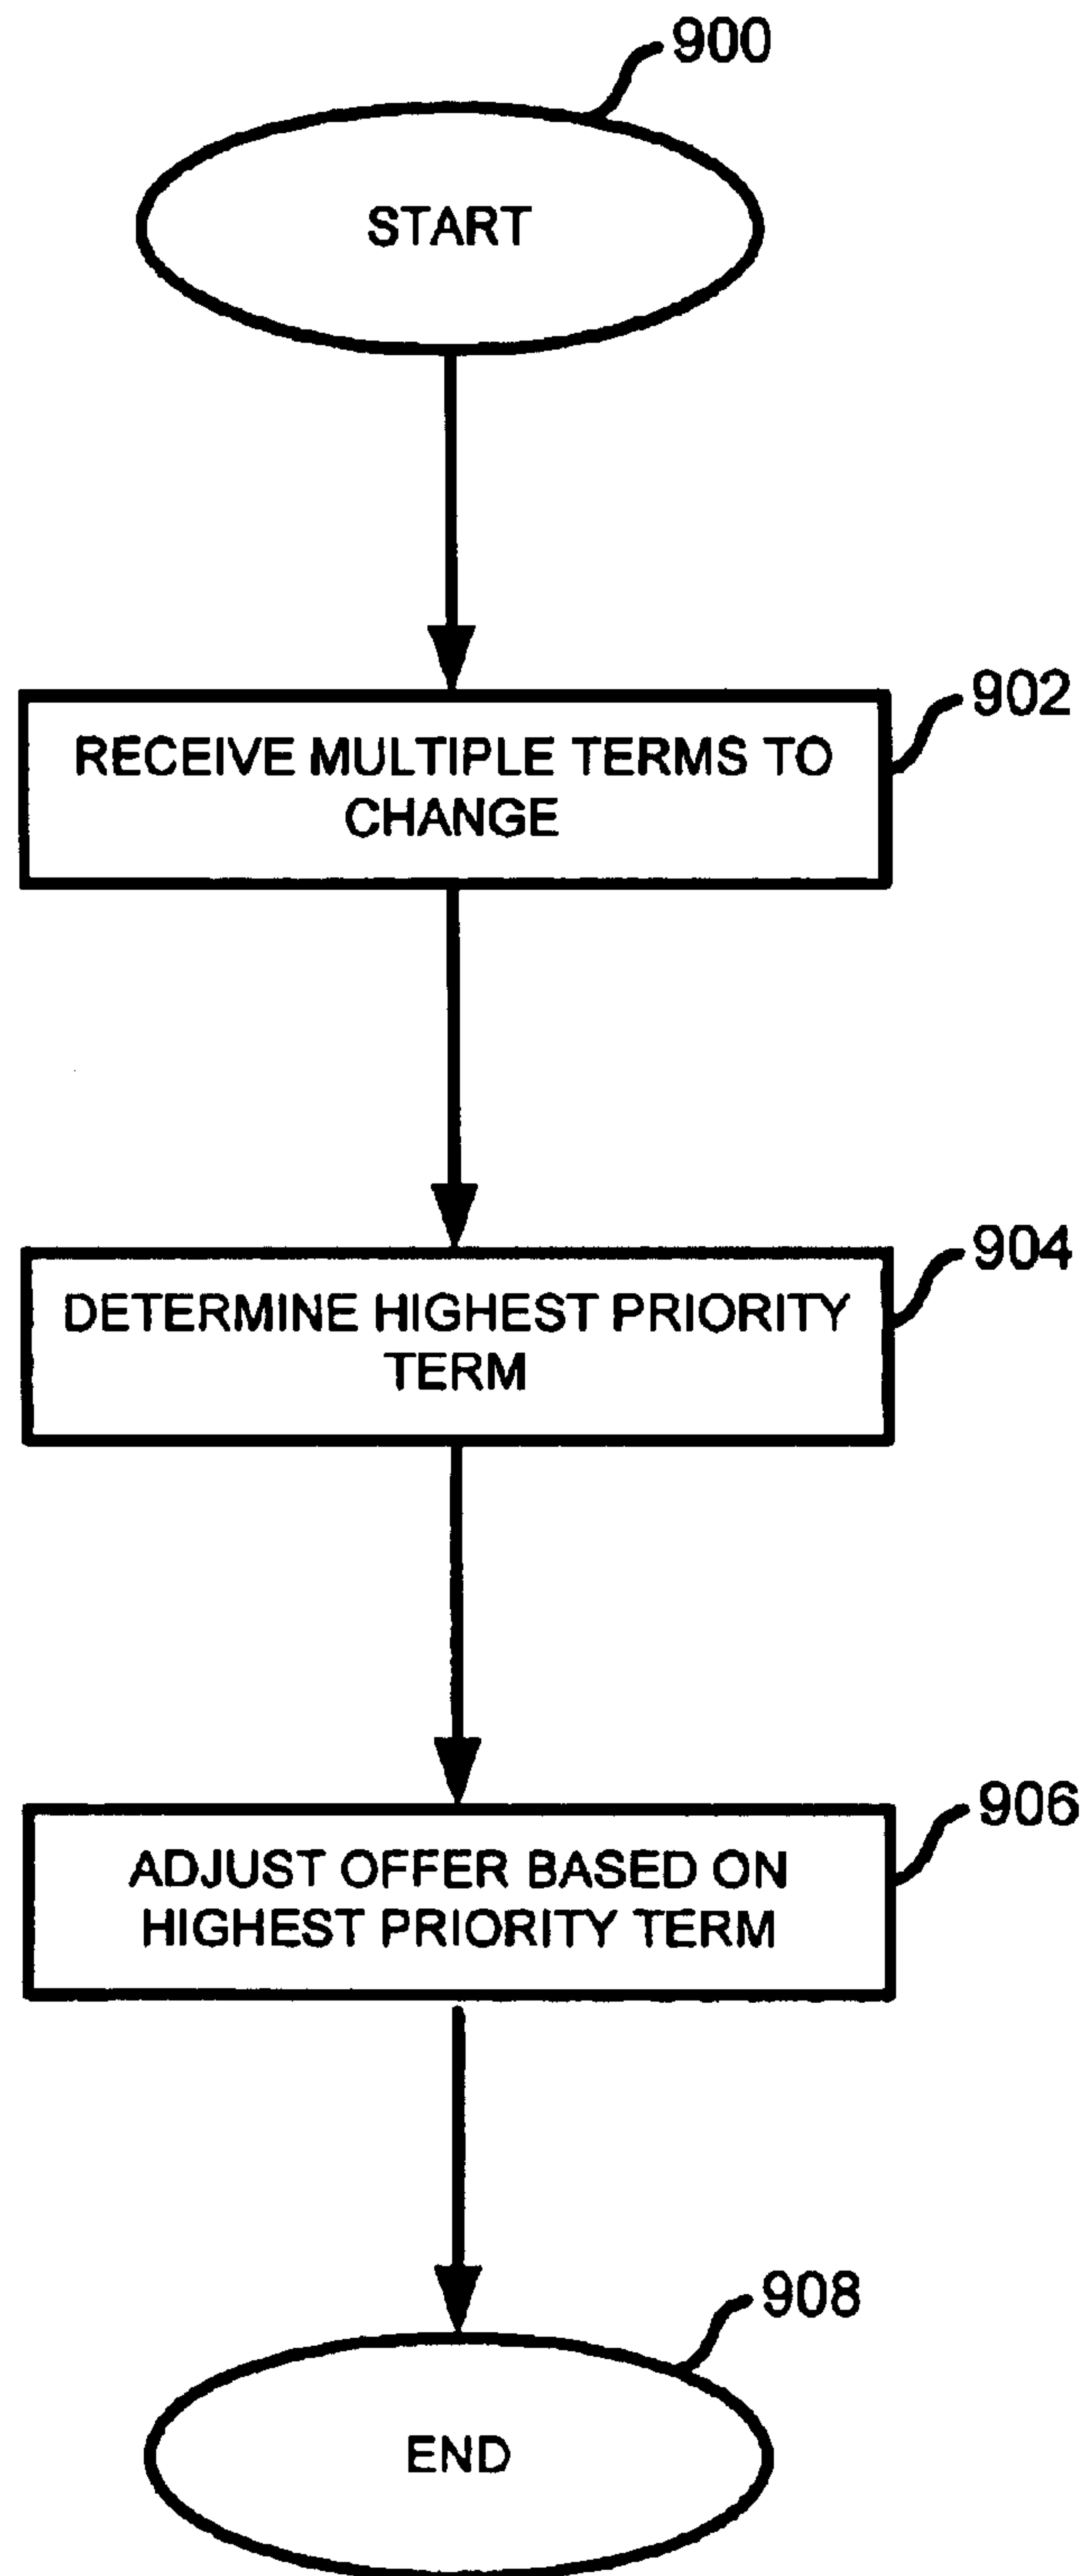 900
START
902
RECEIVE MULTIPLE TERMS TO
CHANGE
904
DETERMINE HIGHEST PRIORITY
TERM
906
ADJUST OFFER BASED ON
HIGHEST PRIORITY TERM
908
END